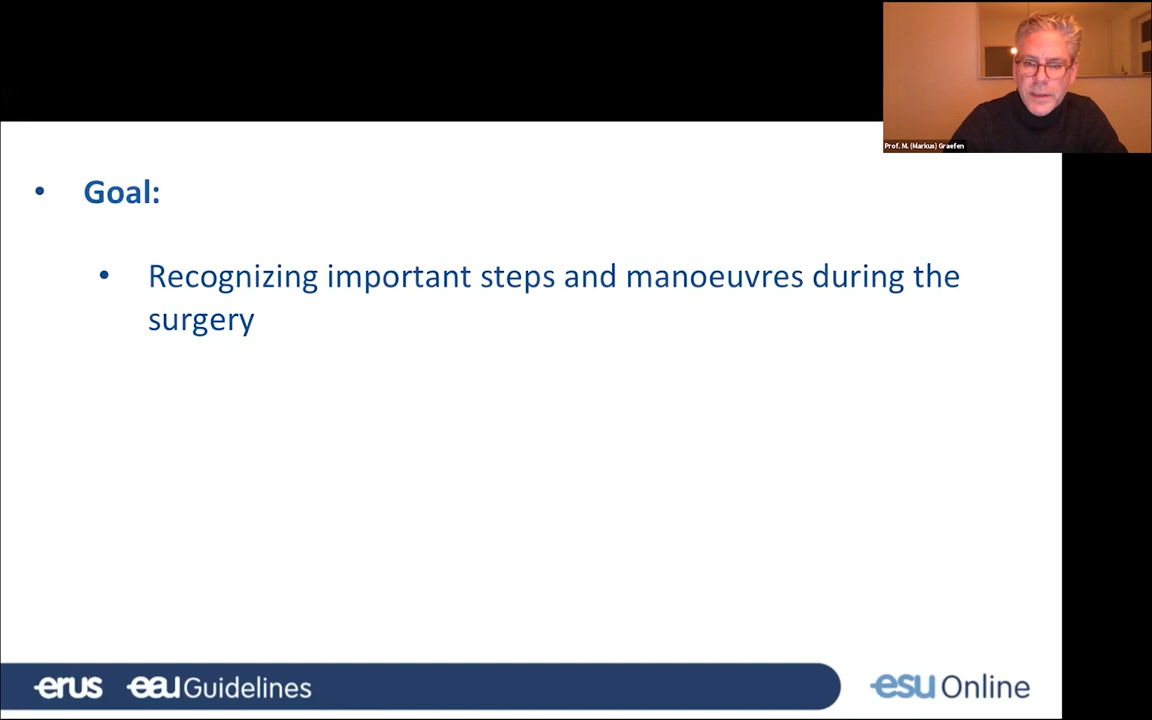 Prof. M. (Markus) Graefen
• Goal:
• Recognizing important steps and manoeuvres during the
surgery
erus eau Guidelines
esu Online